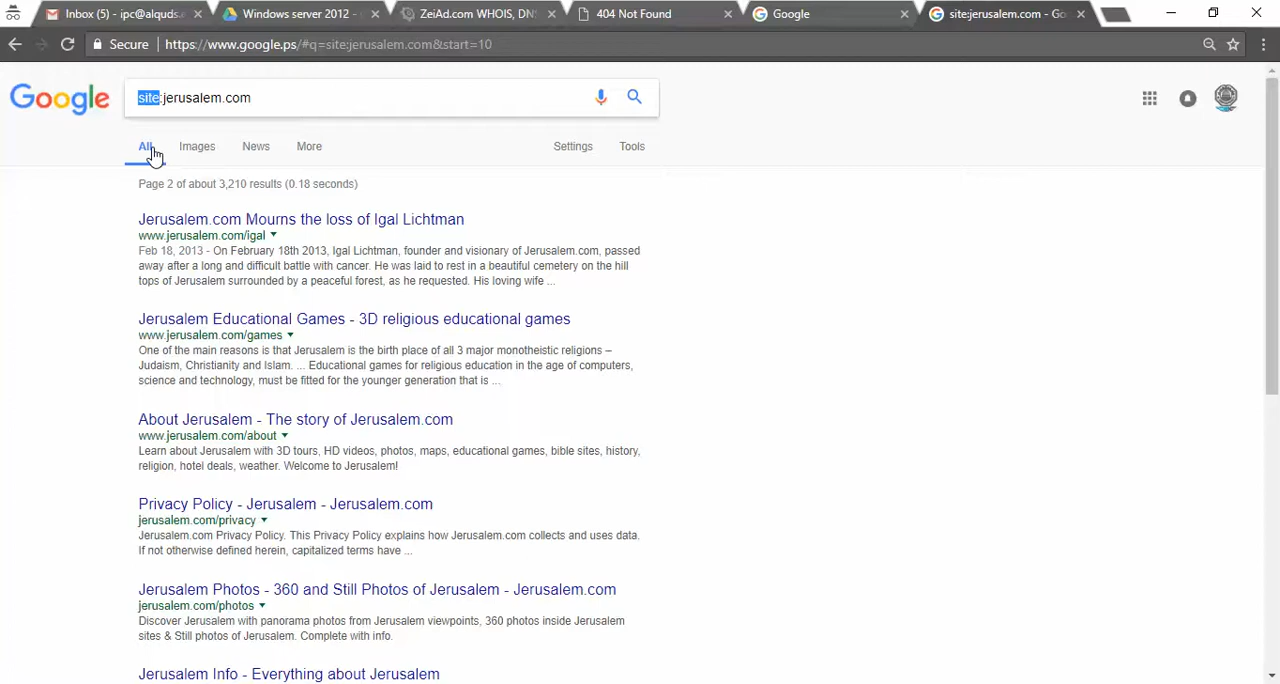 Inbox (5) - ipc@alquds.e
Windows server 2012 -
ZeiAd.com WHOIS, DN
404 Not Found
Google
site:jerusalem.com - Go
Secure
https://www.google.ps/#q=site:jerusalem.com&start=10
Google
site:jerusalem.com
All
Images
News
More
Settings
Tools
Page 2 of about 3,210 results (0.18 seconds)
Jerusalem.com Mourns the loss of Igal Lichtman
www.jerusalem.com/igal
Feb 18, 2013 - On February 18th 2013, Igal Lichtman, founder and visionary of Jerusalem.com, passed
away after a long and difficult battle with cancer. He was laid to rest in a beautiful cemetery on the hill
tops of Jerusalem surrounded by a peaceful forest, as he requested. His loving wife ...
Jerusalem Educational Games - 3D religious educational games
www.jerusalem.com/games
One of the main reasons is that Jerusalem is the birth place of all 3 major monotheistic religions –
Judaism, Christianity and Islam. ... Educational games for religious education in the age of computers,
science and technology, must be fitted for the younger generation that is ...
About Jerusalem - The story of Jerusalem.com
www.jerusalem.com/about
Learn about Jerusalem with 3D tours, HD videos, photos, maps, educational games, bible sites, history,
religion, hotel deals, weather. Welcome to Jerusalem!
Privacy Policy - Jerusalem - Jerusalem.com
jerusalem.com/privacy
Jerusalem.com Privacy Policy. This Privacy Policy explains how Jerusalem.com collects and uses data.
If not otherwise defined herein, capitalized terms have ...
Jerusalem Photos - 360 and Still Photos of Jerusalem - Jerusalem.com
jerusalem.com/photos
Discover Jerusalem with panorama photos from Jerusalem viewpoints, 360 photos inside Jerusalem
sites & Still photos of Jerusalem. Complete with info.
Jerusalem Info - Everything about Jerusalem